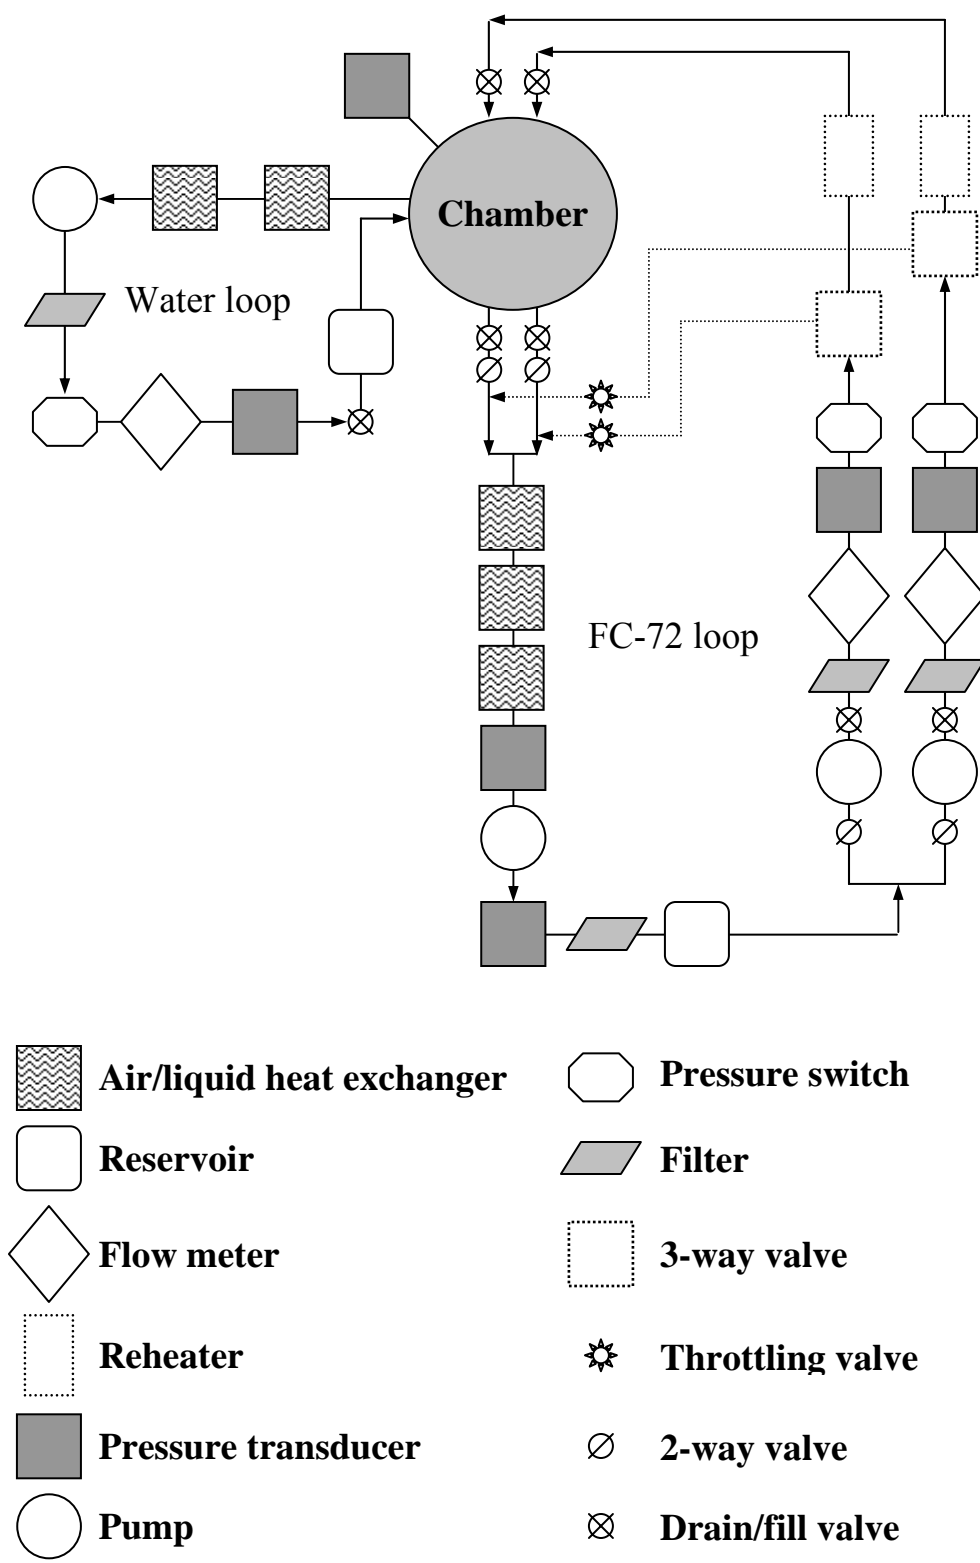 Chamber
Water loop
FC-72 loop
Air/liquid heat exchanger
Pressure switch
Reservoir
Filter
Flow meter
3-way valve
Reheater
Throttling valve
Pressure transducer
2-way valve
Pump
Drain/fill valve